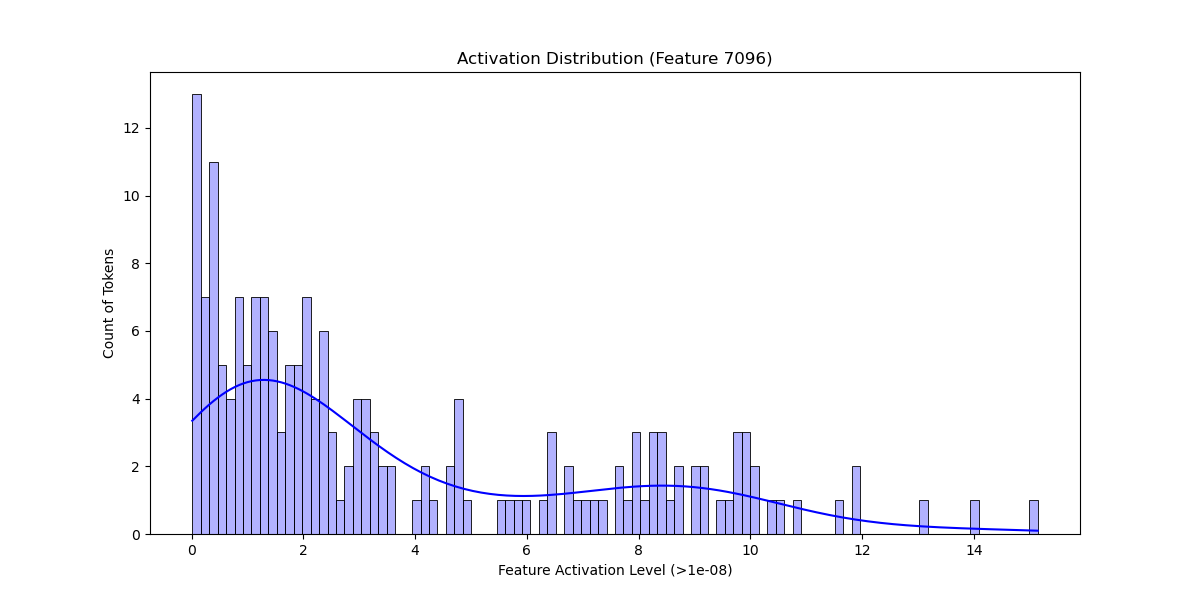 Activation Distribution (Feature 7096)
Count of Tokens
12
10
8
6
4
2
0
0 2 4 6 8 10 12 14
Feature Activation Level (>1e-08)